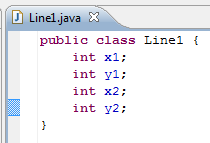 Line1.java
public class Line1 {
    int x1;
    int y1;
    int x2;
    int y2;
}